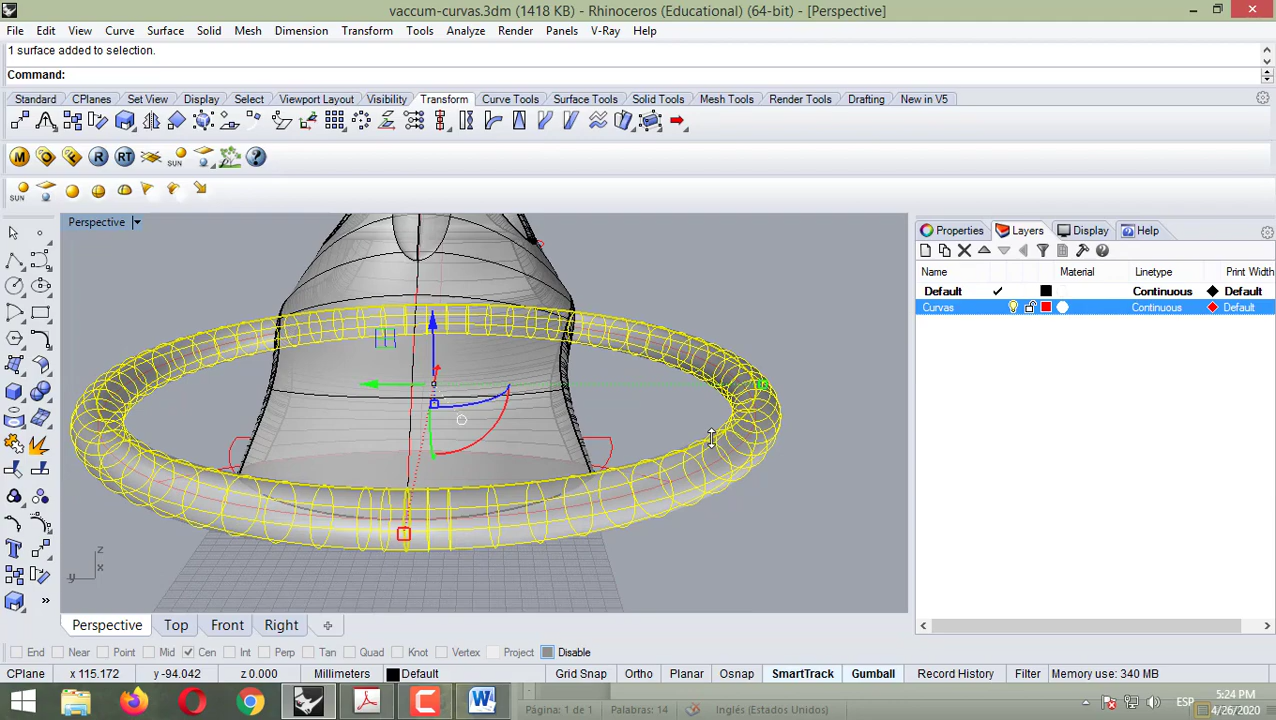 vaccum-curvas.3dm (1418 KB) - Rhinoceros (Educational) (64-bit) - [Perspective]
File Edit View Curve Surface Solid Mesh Dimension Transform Tools Analyze Render Panels V-Ray Help
1 surface added to selection.
Command:
Standard CPlanes Set View Display Select Viewport Layout Visibility Transform Curve Tools Surface Tools Solid Tools Mesh Tools Render Tools Drafting New in V5
M R RT SUN
SUN
Perspective
Properties Layers Display Help
Name Material Linetype Print Width
Default Continuous Default
Curvas Continuous Default
z
x
y
Perspective Top Front Right
End Near Point Mid Cen Int Perp Tan Quad Knot Vertex Project Disable
CPlane x 115.172 y -94.042 z 0.000 Millimeters Default Grid Snap Ortho Planar Osnap SmartTrack Gumball Record History Filter Memory use: 340 MB
Página: 1 de 1 Palabras: 14 Inglés (Estados Unidos)
ESP
5:24 PM
4/26/2020